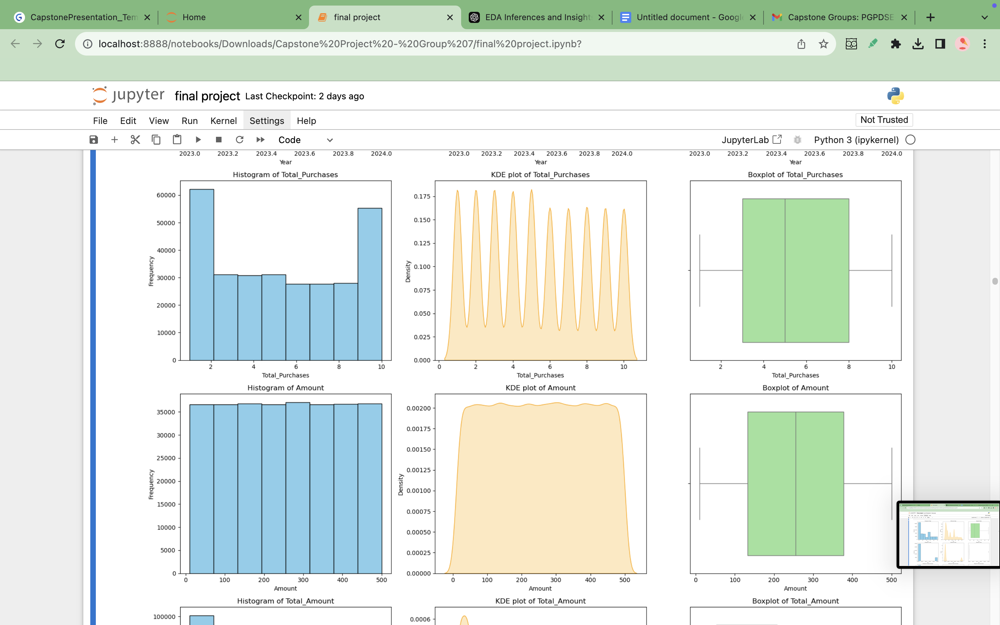 CapstonePresentation_Tem
Home
final project
EDA Inferences and Insight
Untitled document - Google
Capstone Groups: PGPDSE
localhost:8888/notebooks/Downloads/Capstone%20Project%20-%20Group%207/final%20project.ipynb?
jupyter final project Last Checkpoint: 2 days ago
File Edit View Run Kernel Settings Help
Not Trusted
Code
JupyterLab
Python 3 (ipykernel)
2023.0 2023.2 2023.4 2023.6 2023.8 2024.0
Year
2023.0 2023.2 2023.4 2023.6 2023.8 2024.0
Year
2023.0 2023.2 2023.4 2023.6 2023.8 2024.0
Year
Histogram of Total_Purchases
60000
50000
40000
30000
20000
10000
0
Frequency
2 4 6 8 10
Total_Purchases
KDE plot of Total_Purchases
0.175
0.150
0.125
0.100
0.075
0.050
0.025
0.000
Density
0 2 4 6 8 10
Total_Purchases
Boxplot of Total_Purchases
2 4 6 8 10
Total_Purchases
Histogram of Amount
35000
30000
25000
20000
15000
10000
5000
0
Frequency
0 100 200 300 400 500
Amount
KDE plot of Amount
0.00200
0.00175
0.00150
0.00125
0.00100
0.00075
0.00050
0.00025
0.00000
Density
0 100 200 300 400 500
Amount
Boxplot of Amount
0 100 200 300 400 500
Amount
Histogram of Total_Amount
100000
KDE plot of Total_Amount
0.0006
Boxplot of Total_Amount